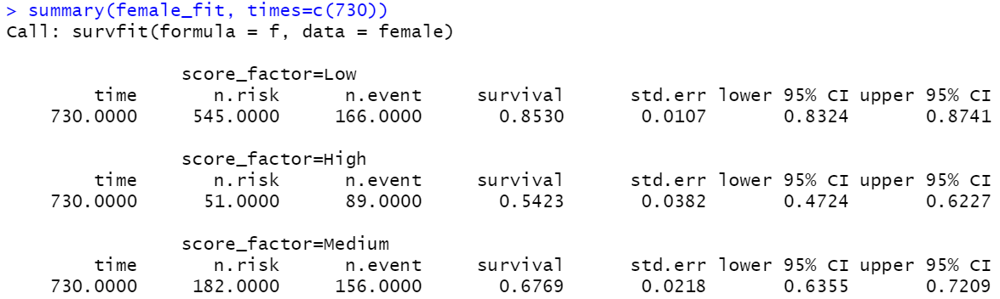 > summary(female_fit, times=c(730))
Call: survfit(formula = f, data = female)
score_factor=Low
time n.risk n.event survival std.err lower 95% CI upper 95% CI
730.0000 545.0000 166.0000 0.8530 0.0107 0.8324 0.8741
score_factor=High
time n.risk n.event survival std.err lower 95% CI upper 95% CI
730.0000 51.0000 89.0000 0.5423 0.0382 0.4724 0.6227
score_factor=Medium
time n.risk n.event survival std.err lower 95% CI upper 95% CI
730.0000 182.0000 156.0000 0.6769 0.0218 0.6355 0.7209